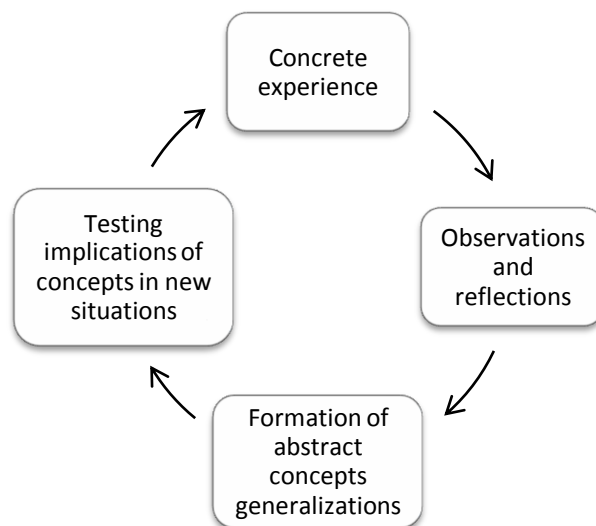 Concrete
experience
Observations
and
reflections
Formation of
abstract
concepts
generalizations
Testing
implications of
concepts in new
situations